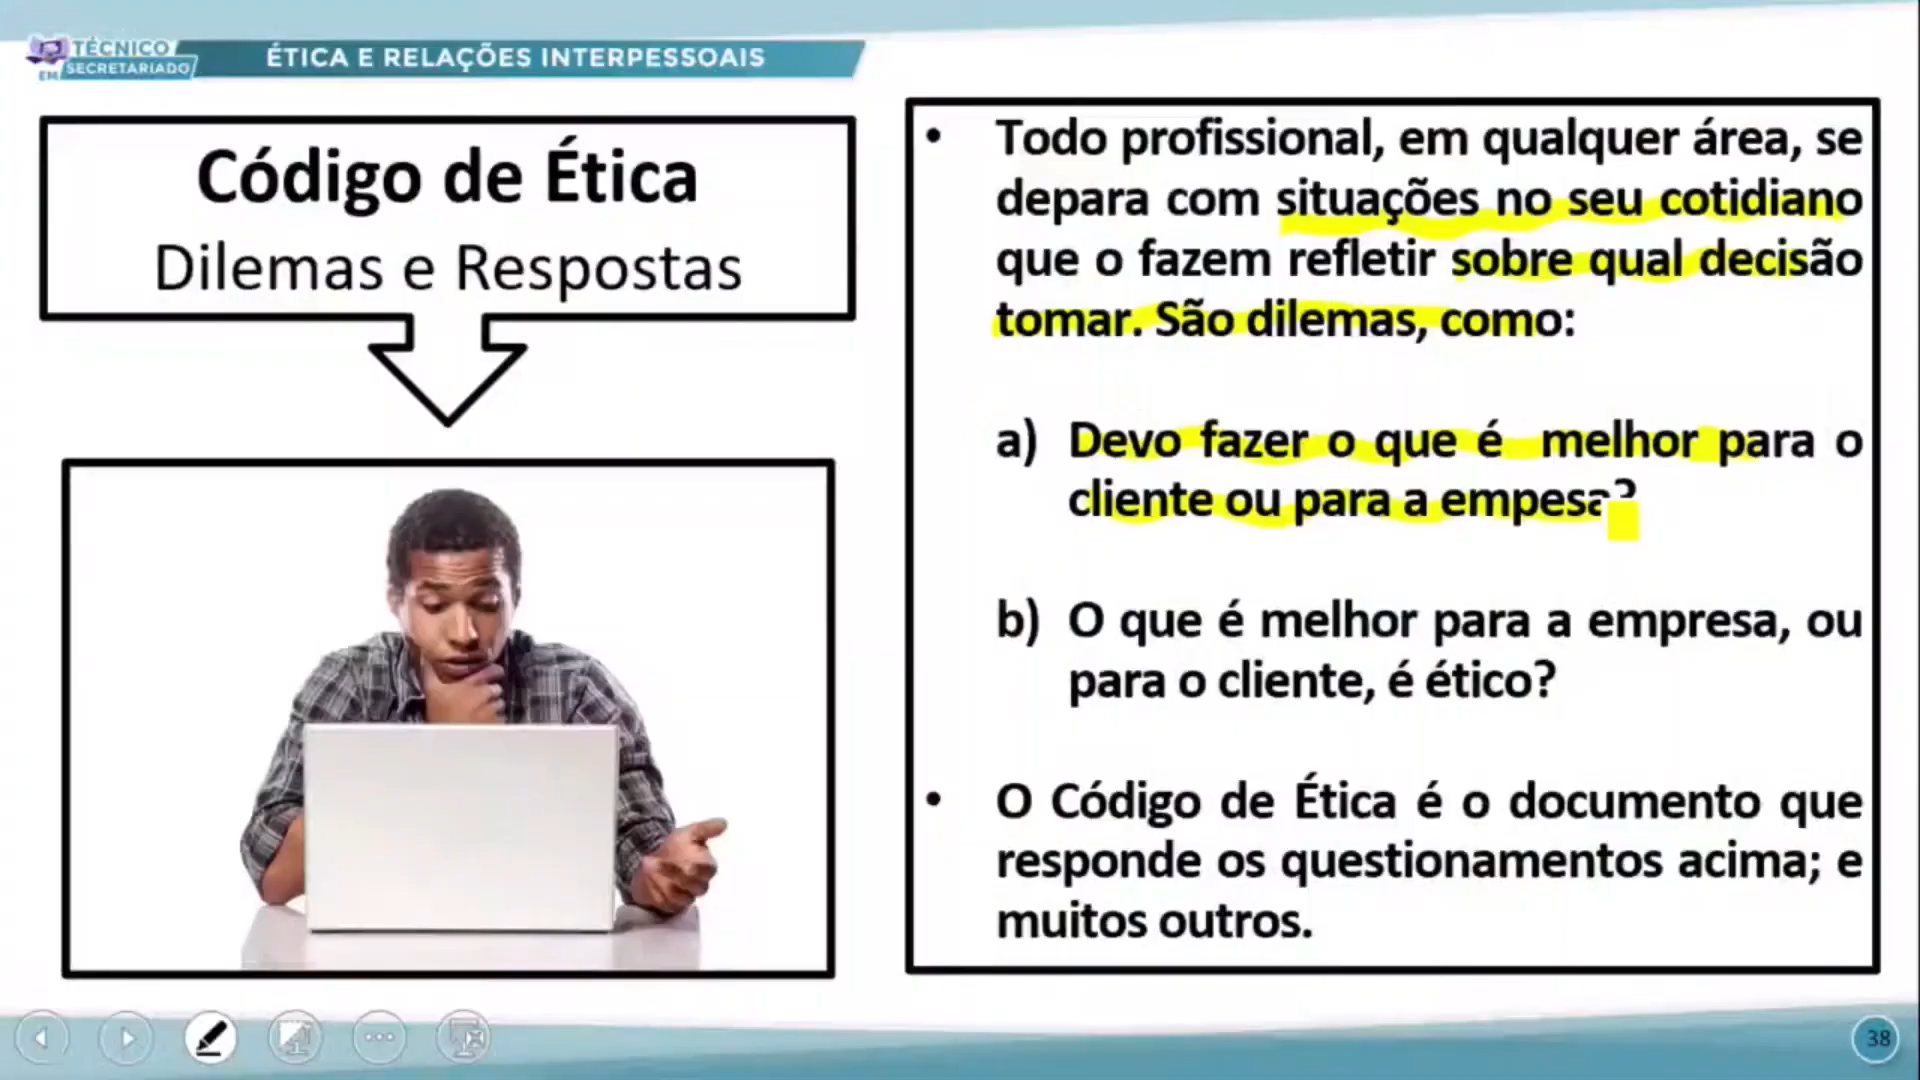 TÉCNICO
EM SECRETARIADO
ÉTICA E RELAÇÕES INTERPESSOAIS
Código de Ética
Dilemas e Respostas
• Todo profissional, em qualquer área, se
depara com situações no seu cotidiano
que o fazem refletir sobre qual decisão
tomar. São dilemas, como:
a) Devo fazer o que é melhor para o
cliente ou para a empesa?
b) O que é melhor para a empresa, ou
para o cliente, é ético?
• O Código de Ética é o documento que
responde os questionamentos acima; e
muitos outros.
38